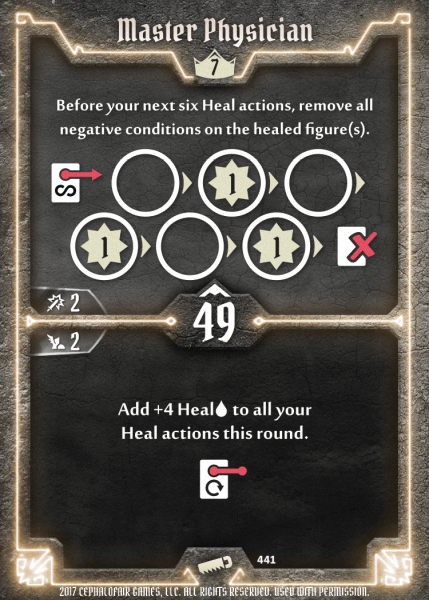 Master Physician
7
Before your next six Heal actions, remove all
negative conditions on the healed figure(s).
1
1
1
2
49
2
Add +4 Heal to all your
Heal actions this round.
441
2017 CEPHALOFAIR GAMES, LLC. ALL RIGHTS RESERVED. USED WITH PERMISSION.